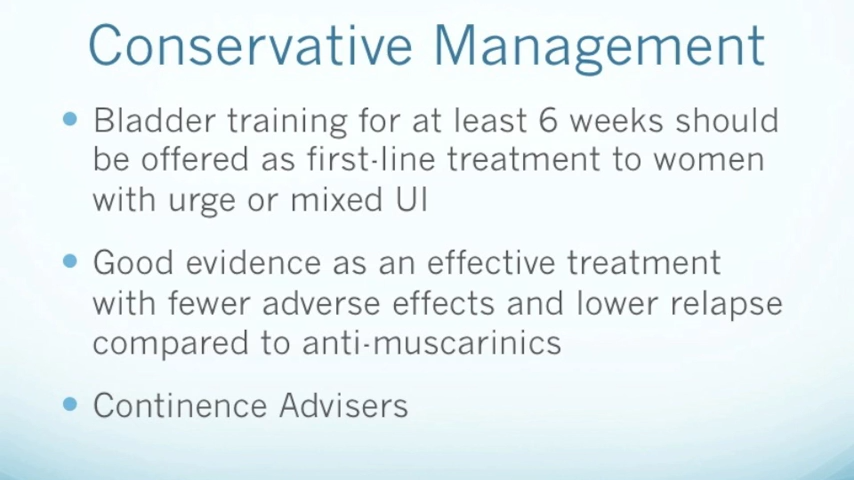 Conservative Management
• Bladder training for at least 6 weeks should
be offered as first-line treatment to women
with urge or mixed UI
• Good evidence as an effective treatment
with fewer adverse effects and lower relapse
compared to anti-muscarinics
• Continence Advisers